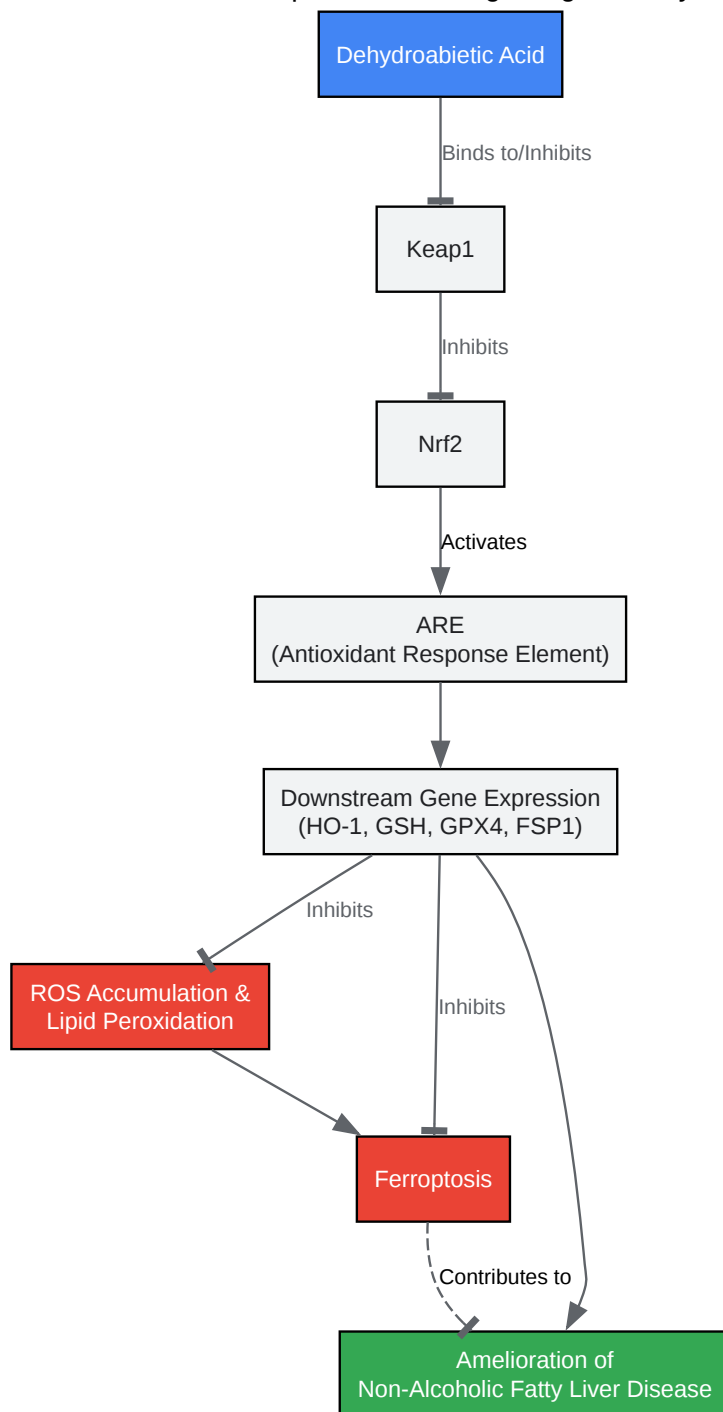 Dehydroabietic Acid
Binds to/Inhibits
Keap1
Inhibits
Nrf2
Activates
ARE
(Antioxidant Response Element)
Downstream Gene Expression
(HO-1, GSH, GPX4, FSP1)
Inhibits
ROS Accumulation &
Lipid Peroxidation
Inhibits
Ferroptosis
Contributes to
Amelioration of
Non-Alcoholic Fatty Liver Disease